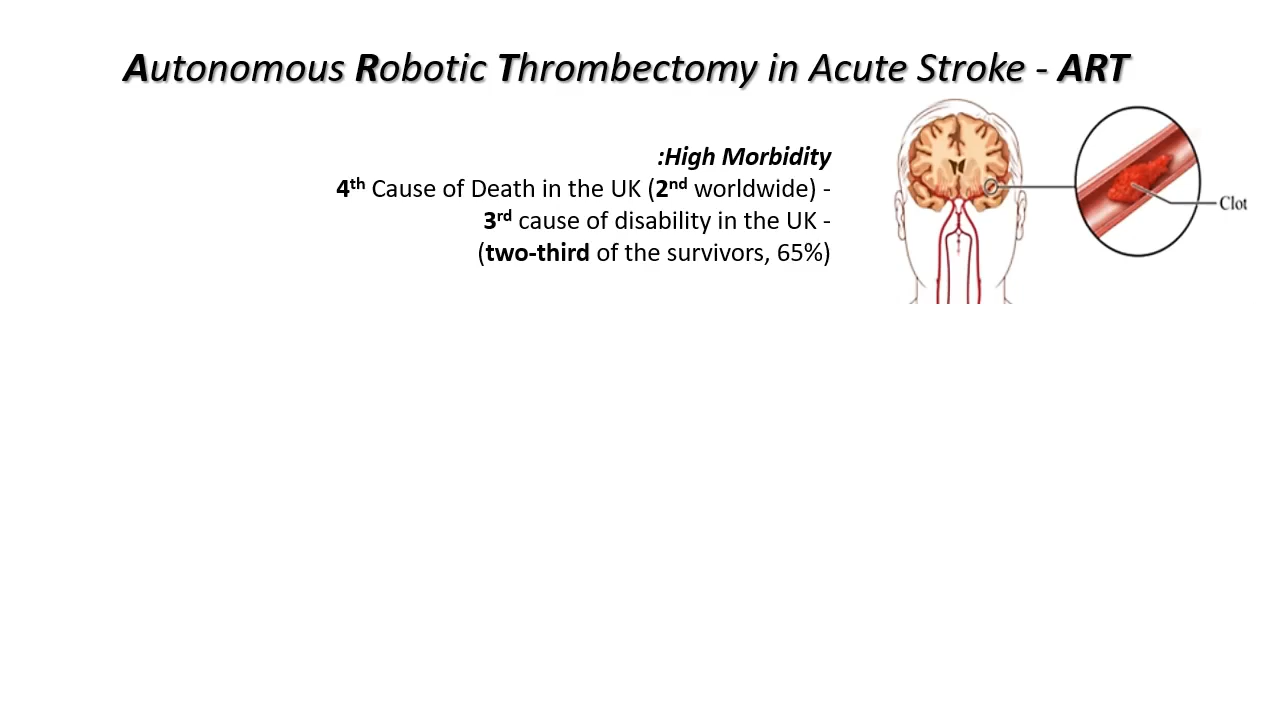 Autonomous Robotic Thrombectomy in Acute Stroke - ART
:High Morbidity
4th Cause of Death in the UK (2nd worldwide) -
3rd cause of disability in the UK -
(two-third of the survivors, 65%)
Clot